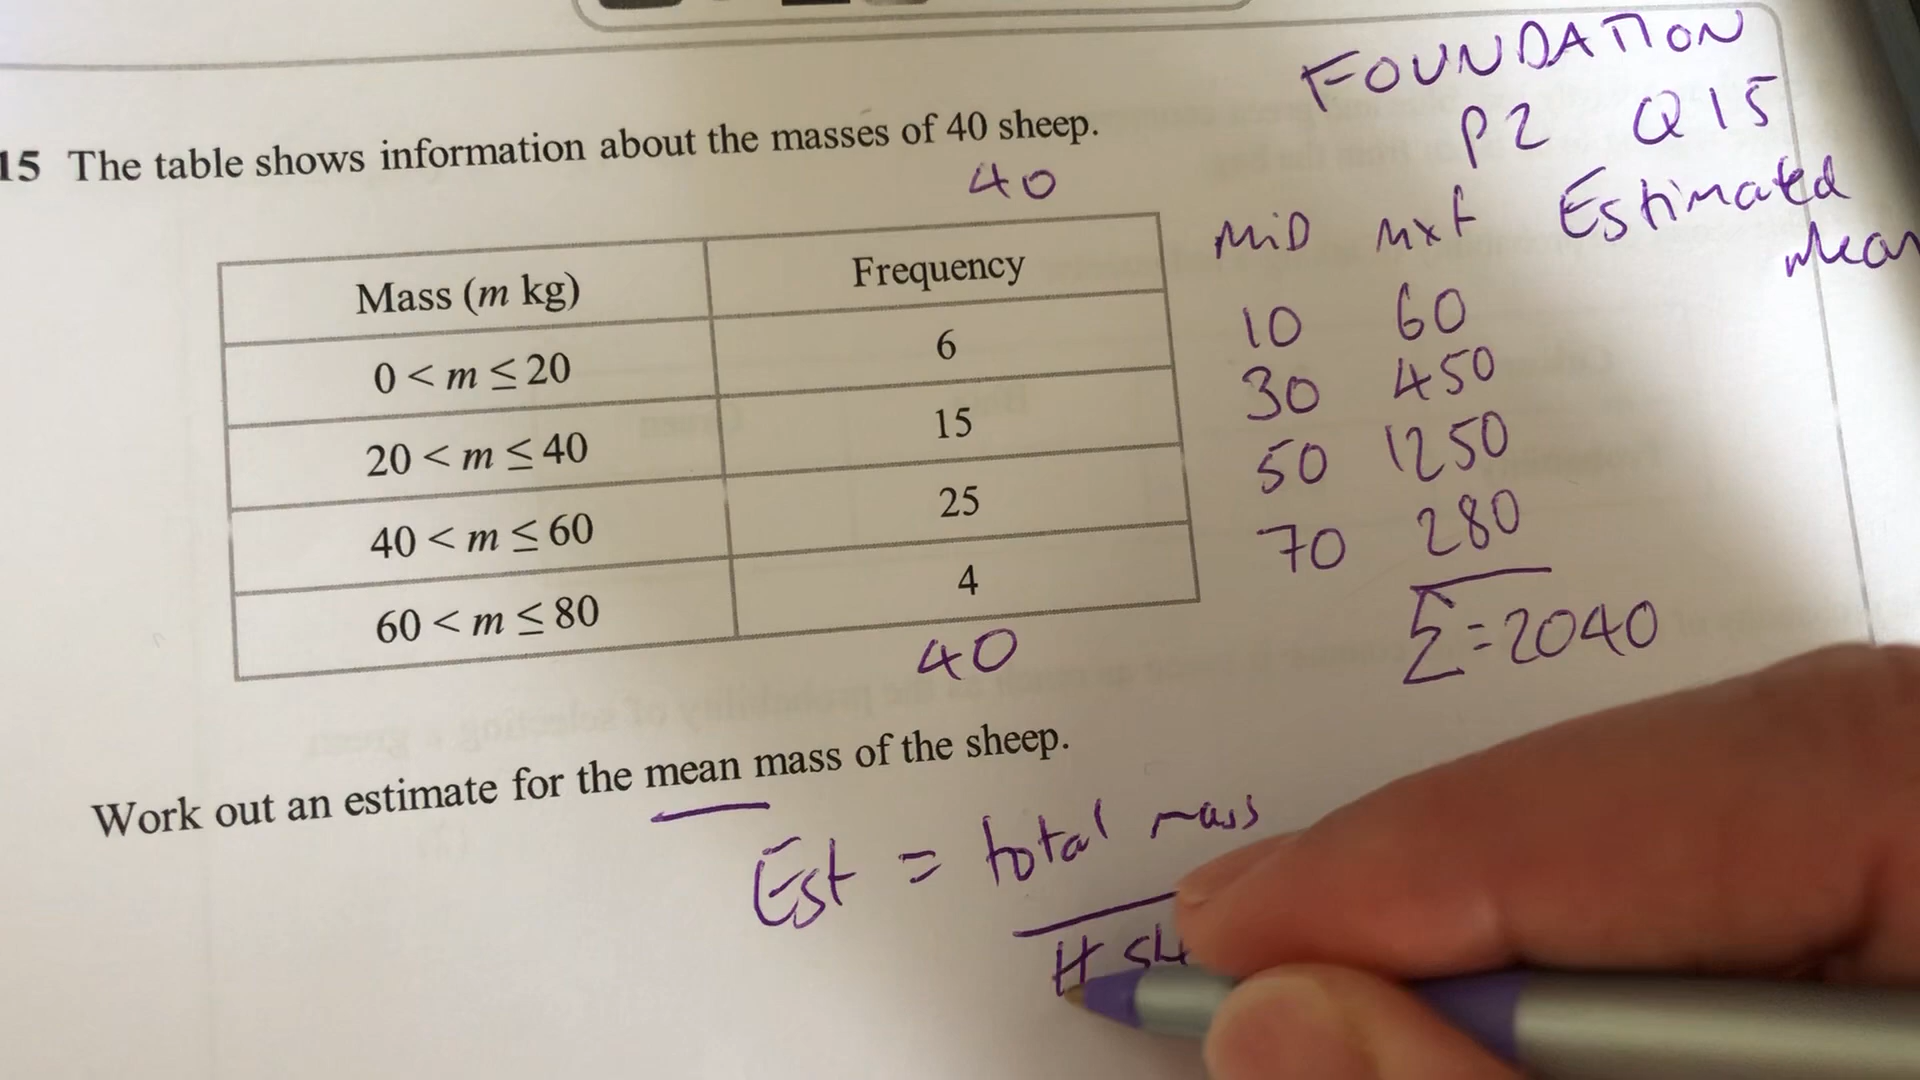 FOUNDATION
P2 Q15
15 The table shows information about the masses of 40 sheep.
40
Estimated
Mean
Mass (m kg) Frequency MiD Mxf
0 < m ≤ 20 6 10 60
20 < m ≤ 40 15 30 450
40 < m ≤ 60 25 50 1250
60 < m ≤ 80 4 70 280
40 Σ=2040
Work out an estimate for the mean mass of the sheep.
Est = total mass